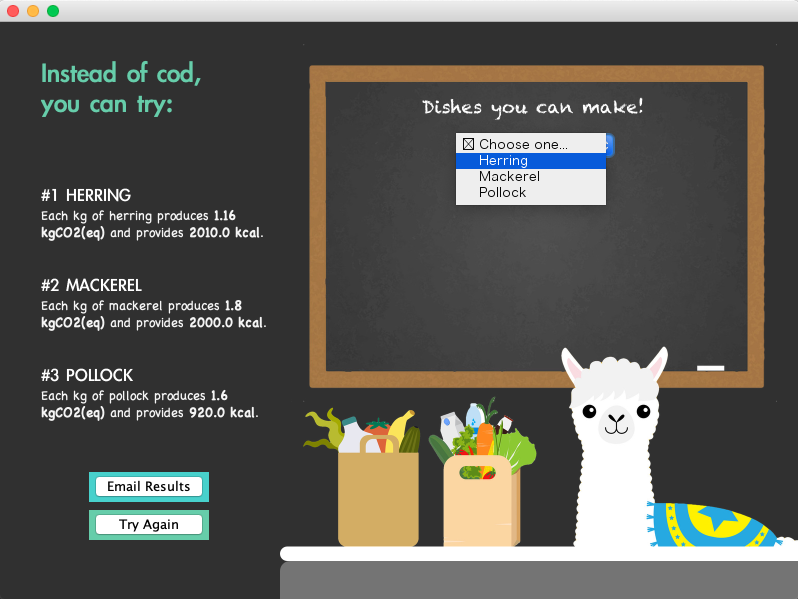 Instead of cod,
you can try:
#1 HERRING
Each kg of herring produces 1.16
kgCO2(eq) and provides 2010.0 kcal.
#2 MACKEREL
Each kg of mackerel produces 1.8
kgCO2(eq) and provides 2000.0 kcal.
#3 POLLOCK
Each kg of pollock produces 1.6
kgCO2(eq) and provides 920.0 kcal.
Email Results
Try Again
Dishes you can make!
Choose one...
Herring
Mackerel
Pollock